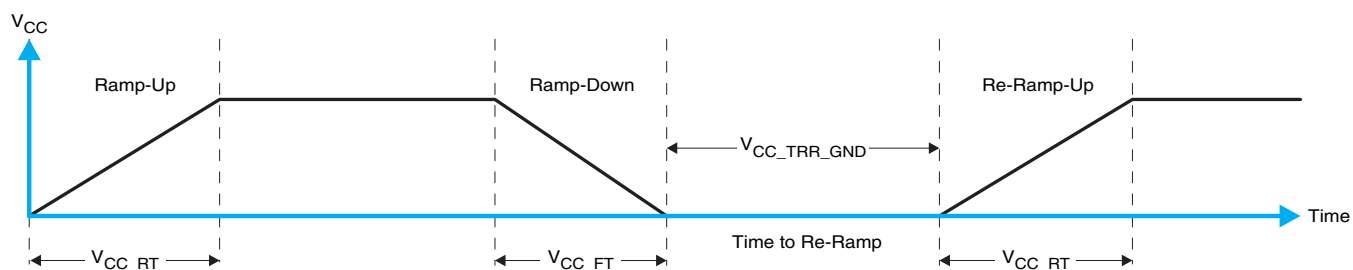 VCC
Ramp-Up
Ramp-Down
Re-Ramp-Up
VCC_TRR_GND
Time
Time to Re-Ramp
VCC_RT
VCC_FT
VCC_RT